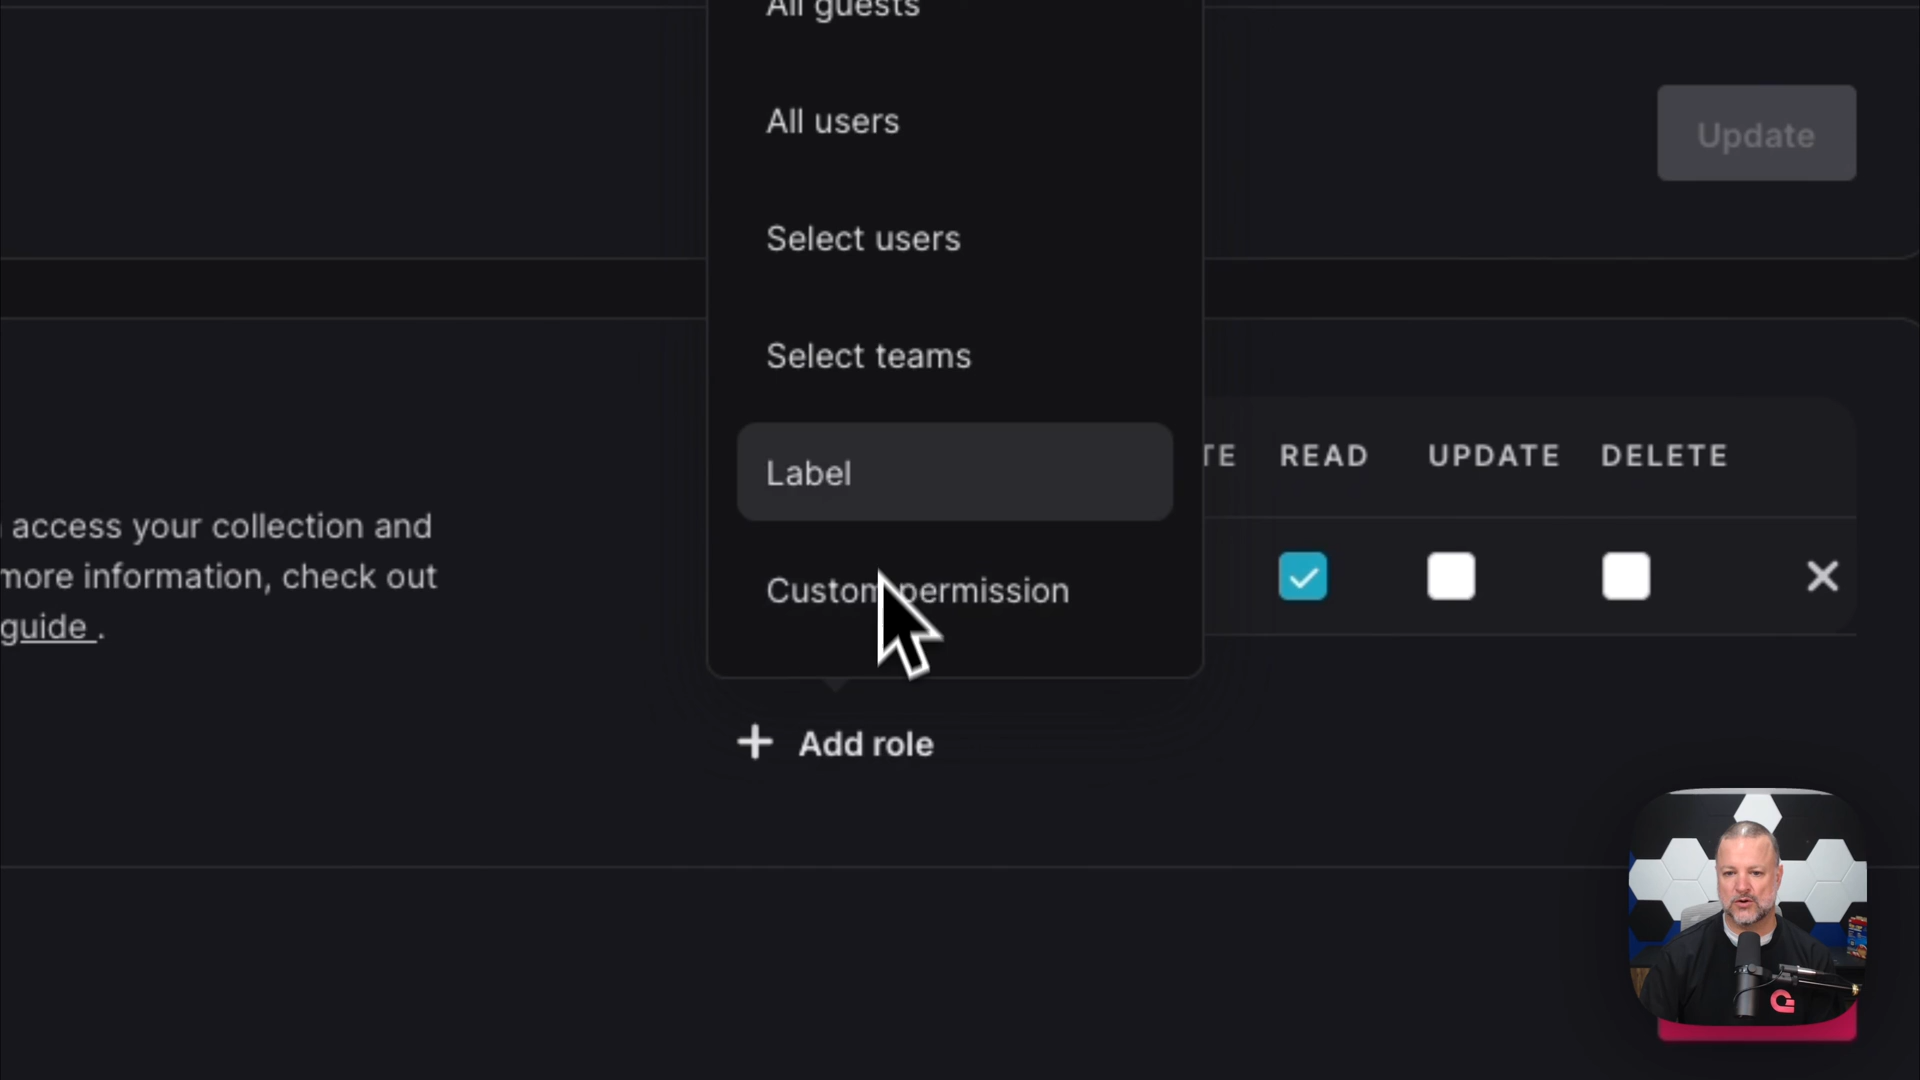 All guests
All users
Update
Select users
Select teams
Label
TE READ UPDATE DELETE
access your collection and
more information, check out
guide .
Custom permission
+ Add role